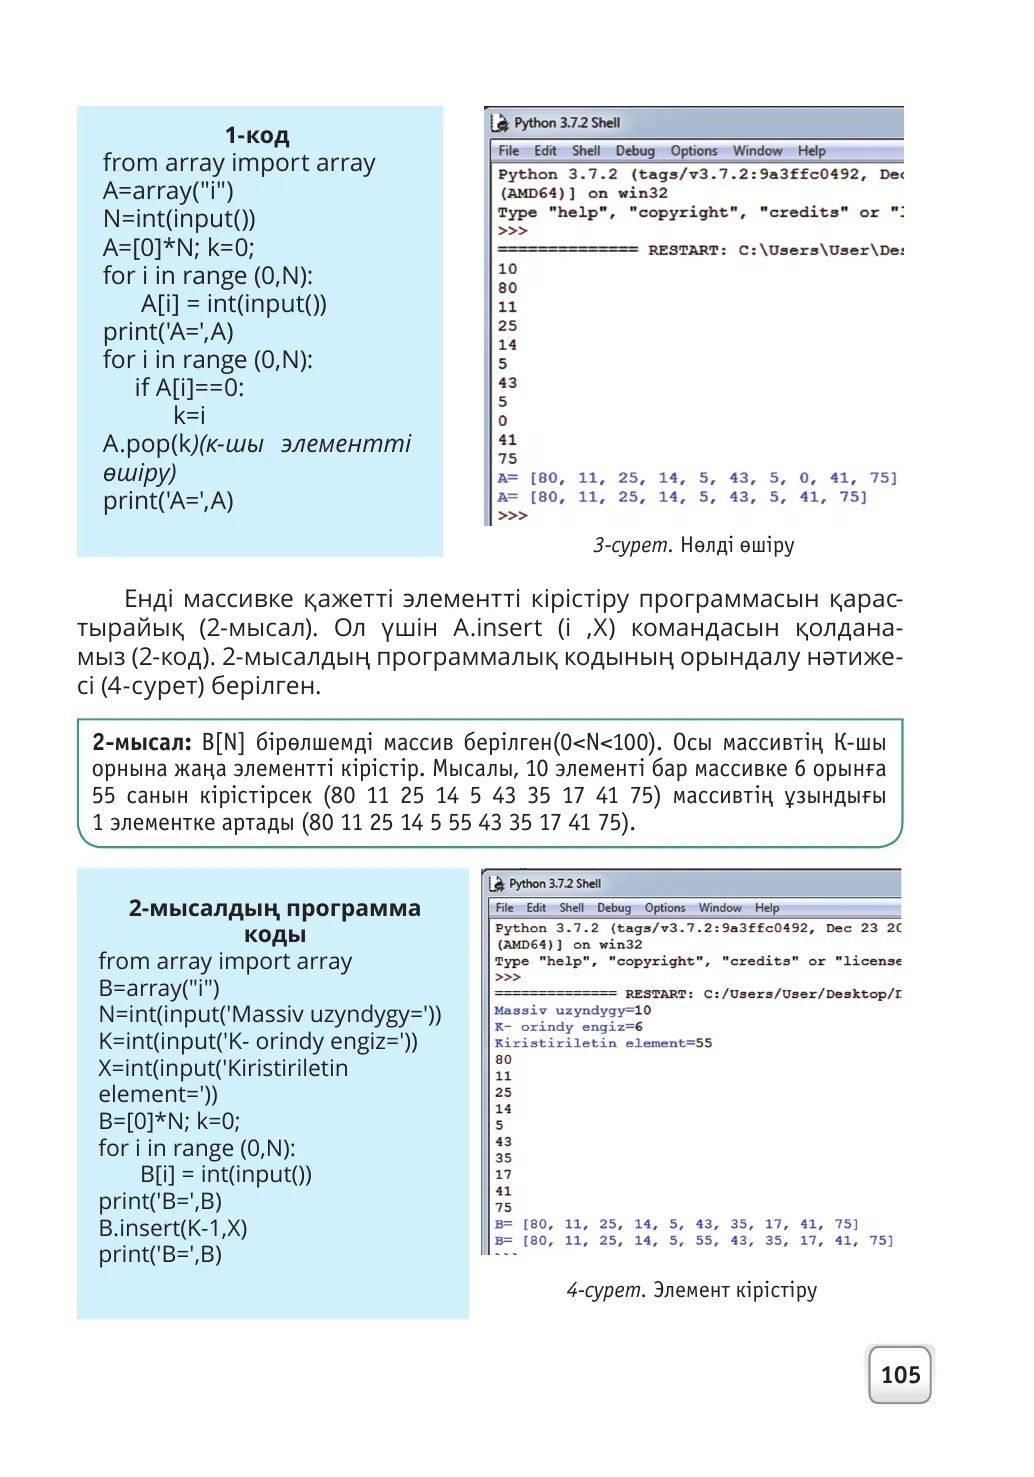 1-код
from array import array
A=array("i")
N=int(input())
A=[0]*N; k=0;
for i in range (0,N):
A[i] = int(input())
print('A=',A)
for i in range (0,N):
if A[i]==0:
k=i
A.pop(k)(к-шы элементті
өшіру)
print('A=',A)
Python 3.7.2 Shell
File Edit Shell Debug Options Window Help
Python 3.7.2 (tags/v3.7.2:9a3ffc0492, Dec
(AMD64)] on win32
Type "help", "copyright", "credits" or "l
>>>
============== RESTART: C:\Users\User\Des
10
80
11
25
14
5
43
5
0
41
75
A= [80, 11, 25, 14, 5, 43, 5, 0, 41, 75]
A= [80, 11, 25, 14, 5, 43, 5, 41, 75]
>>>
3-сурет. Нөлді өшіру
Енді массивке қажетті элементті кірістіру программасын қарас-
тырайық (2-мысал). Ол үшін A.insert (i ,X) командасын қолдана-
мыз (2-код). 2-мысалдың программалық кодының орындалу нәтиже-
сі (4-сурет) берілген.
2-мысал: B[N] бірөлшемді массив берілген(0<N<100). Осы массивтің К-шы
орнына жаңа элементті кірістір. Мысалы, 10 элементі бар массивке 6 орынға
55 санын кірістірсек (80 11 25 14 5 43 35 17 41 75) массивтің ұзындығы
1 элементке артады (80 11 25 14 5 55 43 35 17 41 75).
2-мысалдың программа
коды
from array import array
B=array("i")
N=int(input('Massiv uzyndygy='))
K=int(input('K- orindy engiz='))
X=int(input('Kiristiriletin
element='))
B=[0]*N; k=0;
for i in range (0,N):
B[i] = int(input())
print('B=',B)
B.insert(K-1,X)
print('B=',B)
Python 3.7.2 Shell
File Edit Shell Debug Options Window Help
Python 3.7.2 (tags/v3.7.2:9a3ffc0492, Dec 23 20
(AMD64)] on win32
Type "help", "copyright", "credits" or "license
>>>
============== RESTART: C:/Users/User/Desktop/D
Massiv uzyndygy=10
K- orindy engiz=6
Kiristiriletin element=55
80
11
25
14
5
43
35
17
41
75
B= [80, 11, 25, 14, 5, 43, 35, 17, 41, 75]
B= [80, 11, 25, 14, 5, 55, 43, 35, 17, 41, 75]
4-сурет. Элемент кірістіру
105